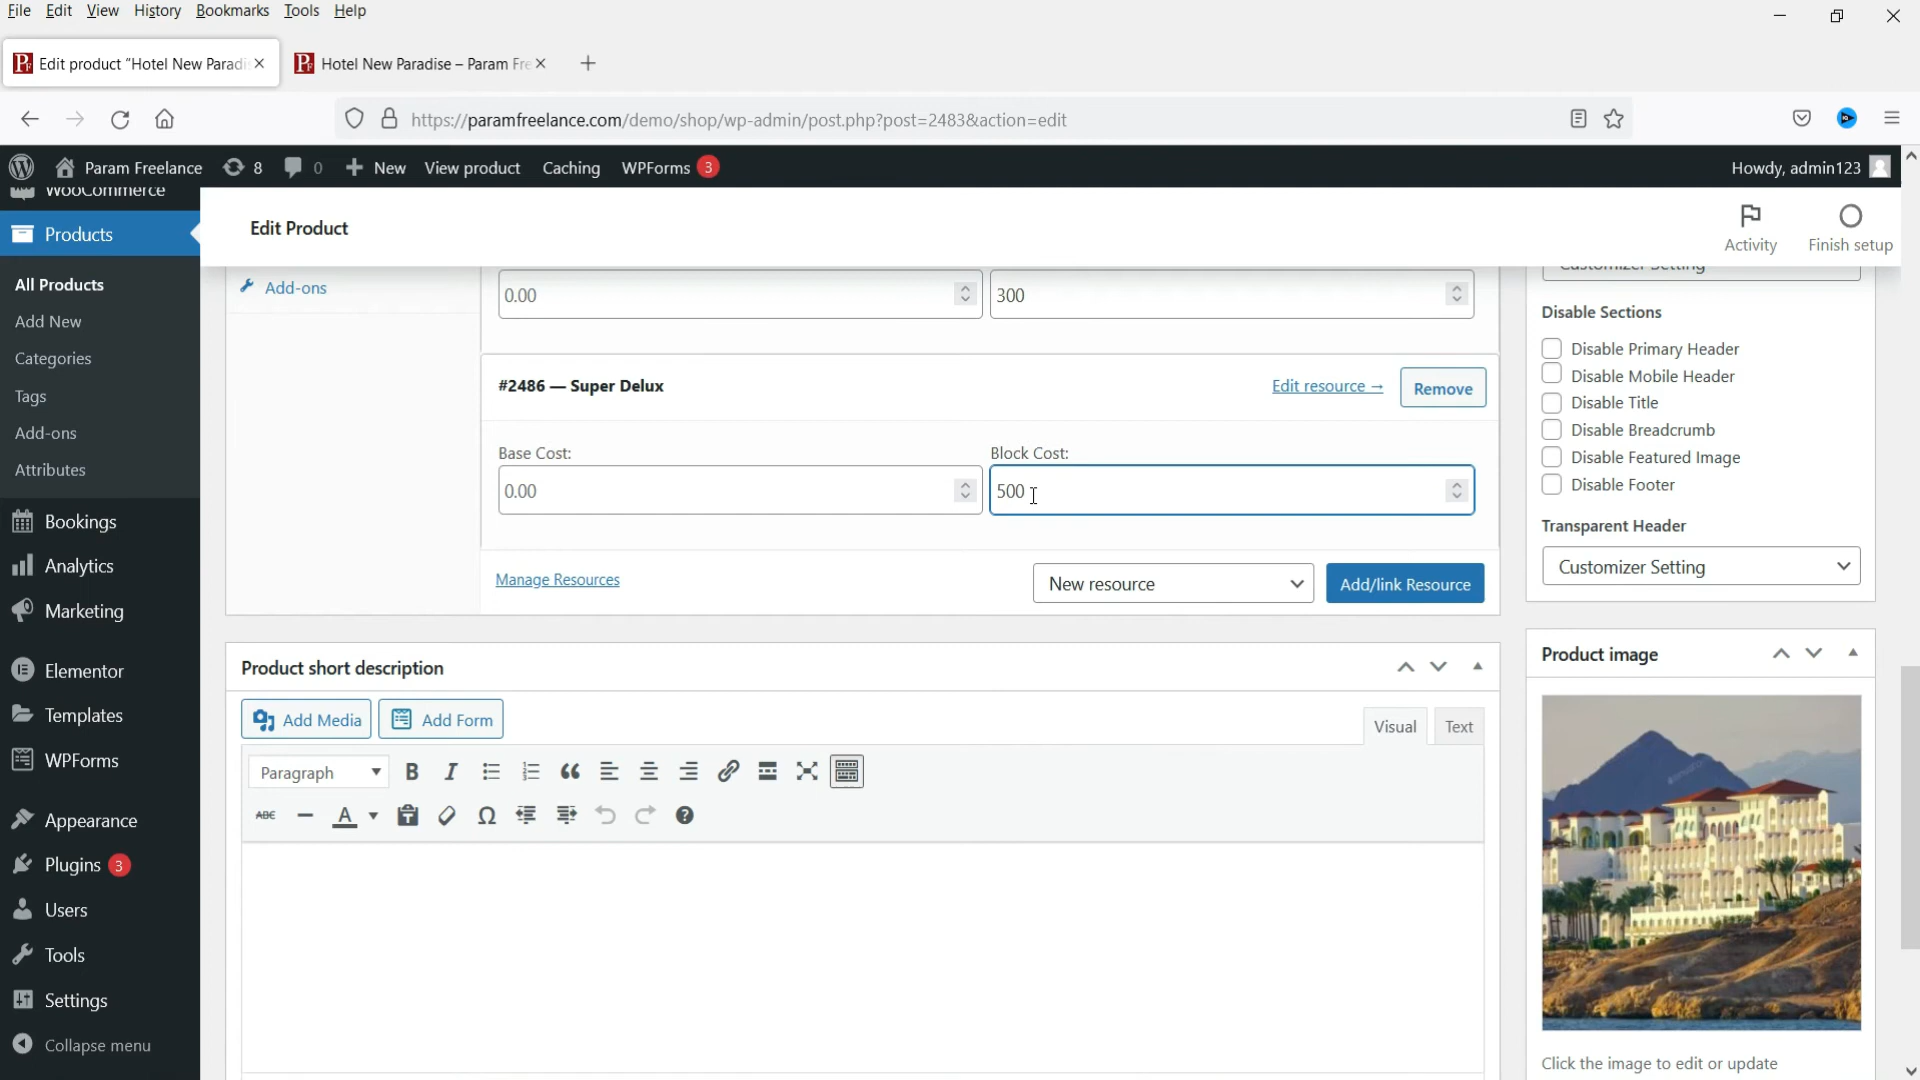 File Edit View History Bookmarks Tools Help
Edit product "Hotel New Paradi
Hotel New Paradise – Param Fre
https://paramfreelance.com/demo/shop/wp-admin/post.php?post=2483&action=edit
Param Freelance 8 0 New View product Caching WPForms 3 Howdy, admin123
WooCommerce
Products
All Products
Add New
Categories
Tags
Add-ons
Attributes
Bookings
Analytics
Marketing
Elementor
Templates
WPForms
Appearance
Plugins 3
Users
Tools
Settings
Collapse menu
Edit Product
Activity
Finish setup
Add-ons
0.00
300
#2486 — Super Delux
Edit resource →
Remove
Base Cost:
Block Cost:
0.00
500
Manage Resources
New resource
Add/link Resource
Product short description
Add Media
Add Form
Visual
Text
Paragraph
B I
ABC A Ω
Customizer Setting
Disable Sections
Disable Primary Header
Disable Mobile Header
Disable Title
Disable Breadcrumb
Disable Featured Image
Disable Footer
Transparent Header
Customizer Setting
Product image
Click the image to edit or update